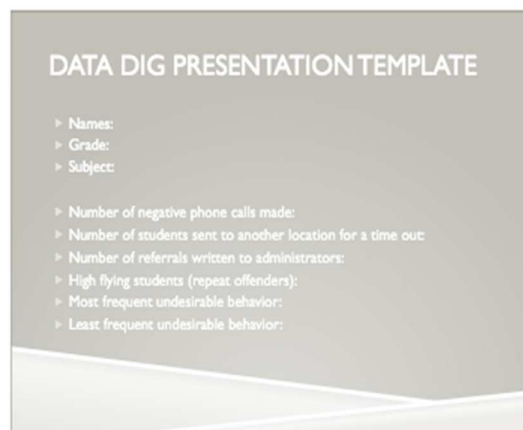 DATA DIG PRESENTATION TEMPLATE
Names:
Grade:
Subject:
Number of negative phone calls made:
Number of students sent to another location for a time out:
Number of referrals written to administrators:
High flying students (repeat offenders):
Most frequent undesirable behavior:
Least frequent undesirable behavior: